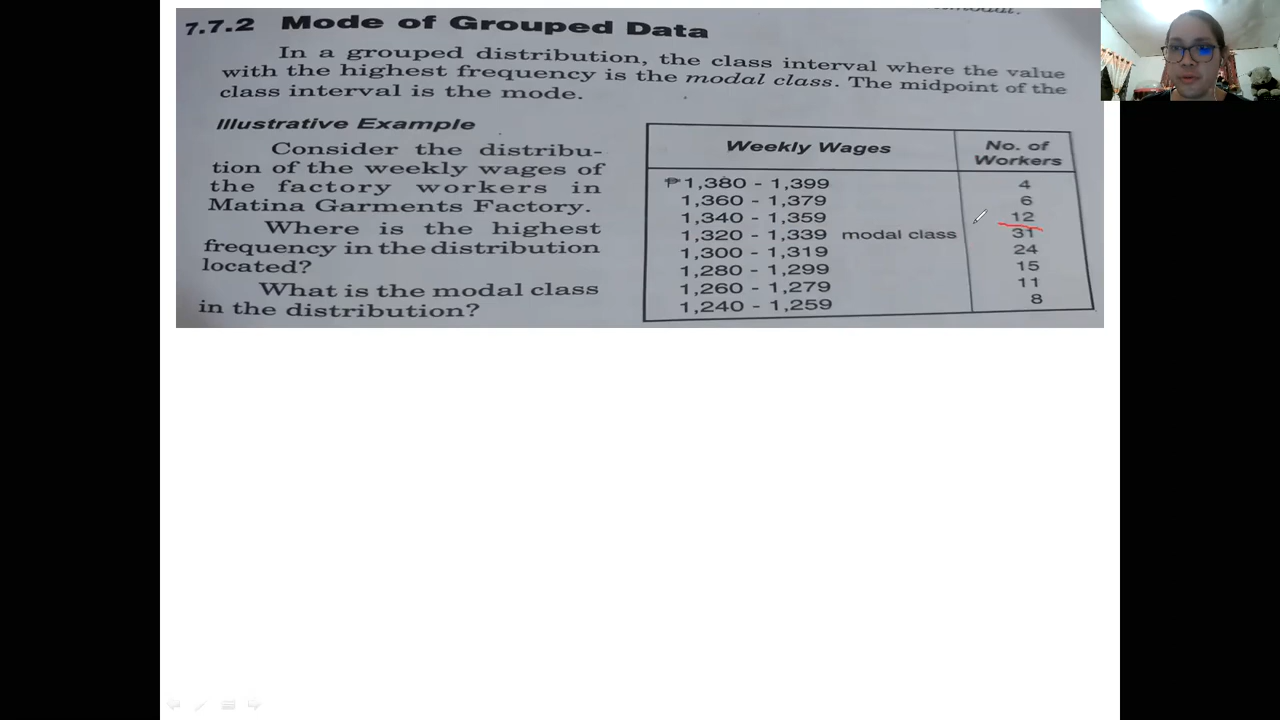 7.7.2 Mode of Grouped Data
In a grouped distribution, the class interval where the value
with the highest frequency is the modal class. The midpoint of the
class interval is the mode.
Illustrative Example
Consider the distribu-
tion of the weekly wages of
the factory workers in
Matina Garments Factory.
Where is the highest
frequency in the distribution
located?
What is the modal class
in the distribution?
Weekly Wages No. of
Workers
₱1,380 - 1,399 4
1,360 - 1,379 6
1,340 - 1,359 12
1,320 - 1,339 modal class 31
1,300 - 1,319 24
1,280 - 1,299 15
1,260 - 1,279 11
1,240 - 1,259 8